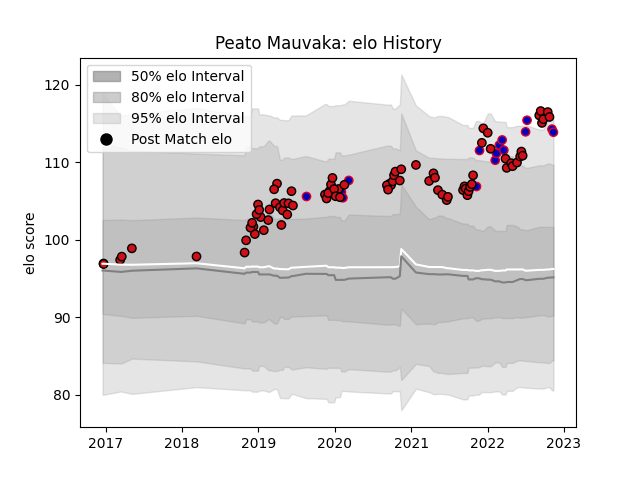 Peato Mauvaka: elo History
50% elo Interval
80% elo Interval
95% elo Interval
Post Match elo
elo score
120
110
100
90
80
2017 2018 2019 2020 2021 2022 2023